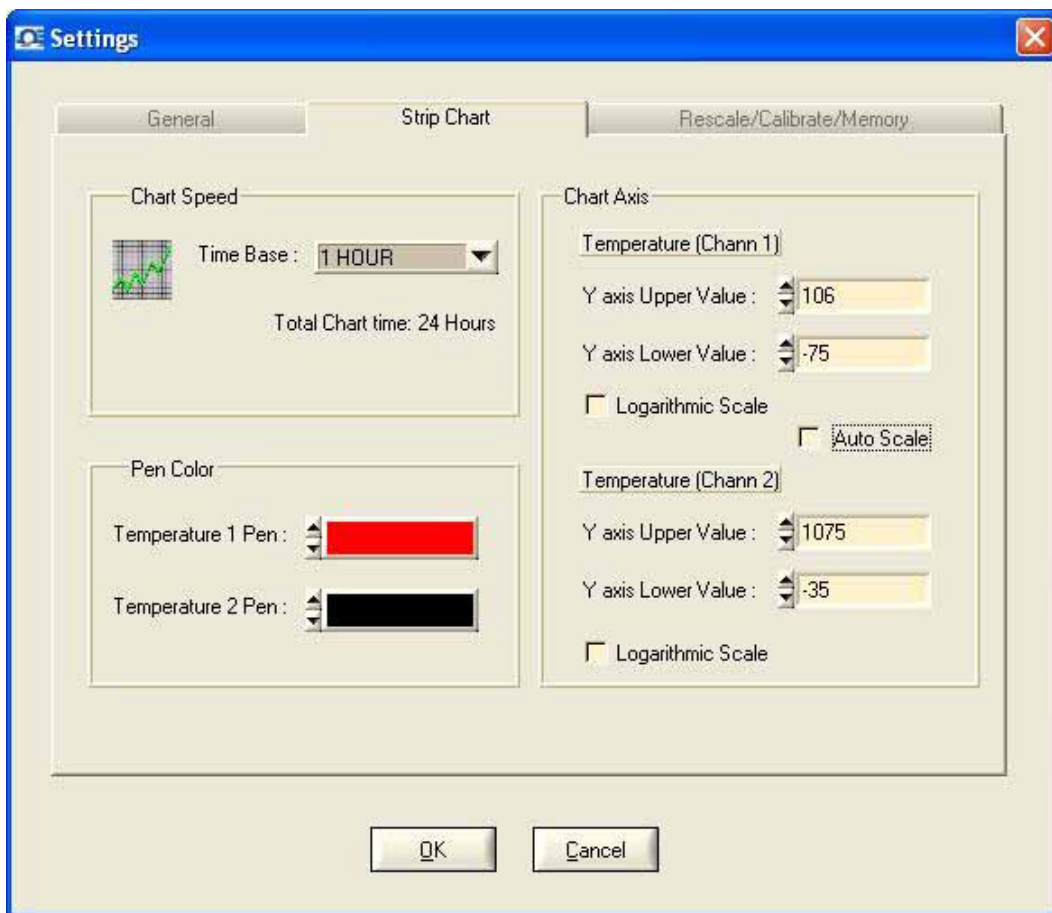 Settings
General
Strip Chart
Rescale/Calibrate/Memory
Chart Speed
Time Base :
1 HOUR
Total Chart time: 24 Hours
Pen Color
Temperature 1 Pen :
Temperature 2 Pen :
Chart Axis
Temperature (Chann 1)
Y axis Upper Value :
106
Y axis Lower Value :
-75
Logarithmic Scale
Auto Scale
Temperature (Chann 2)
Y axis Upper Value :
1075
Y axis Lower Value :
-35
Logarithmic Scale
OK
Cancel